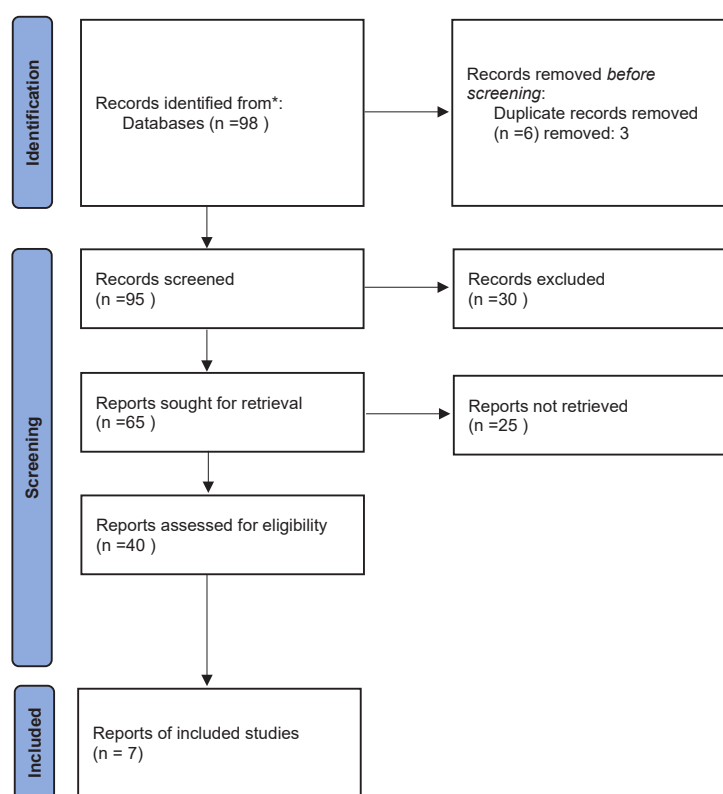 Identification
Records identified from*:
Databases (n =98 )
Records removed before
screening:
Duplicate records removed
(n =6) removed: 3
Screening
Records screened
(n =95 )
Records excluded
(n =30 )
Reports sought for retrieval
(n =65 )
Reports not retrieved
(n =25 )
Reports assessed for eligibility
(n =40 )
Included
Reports of included studies
(n = 7)